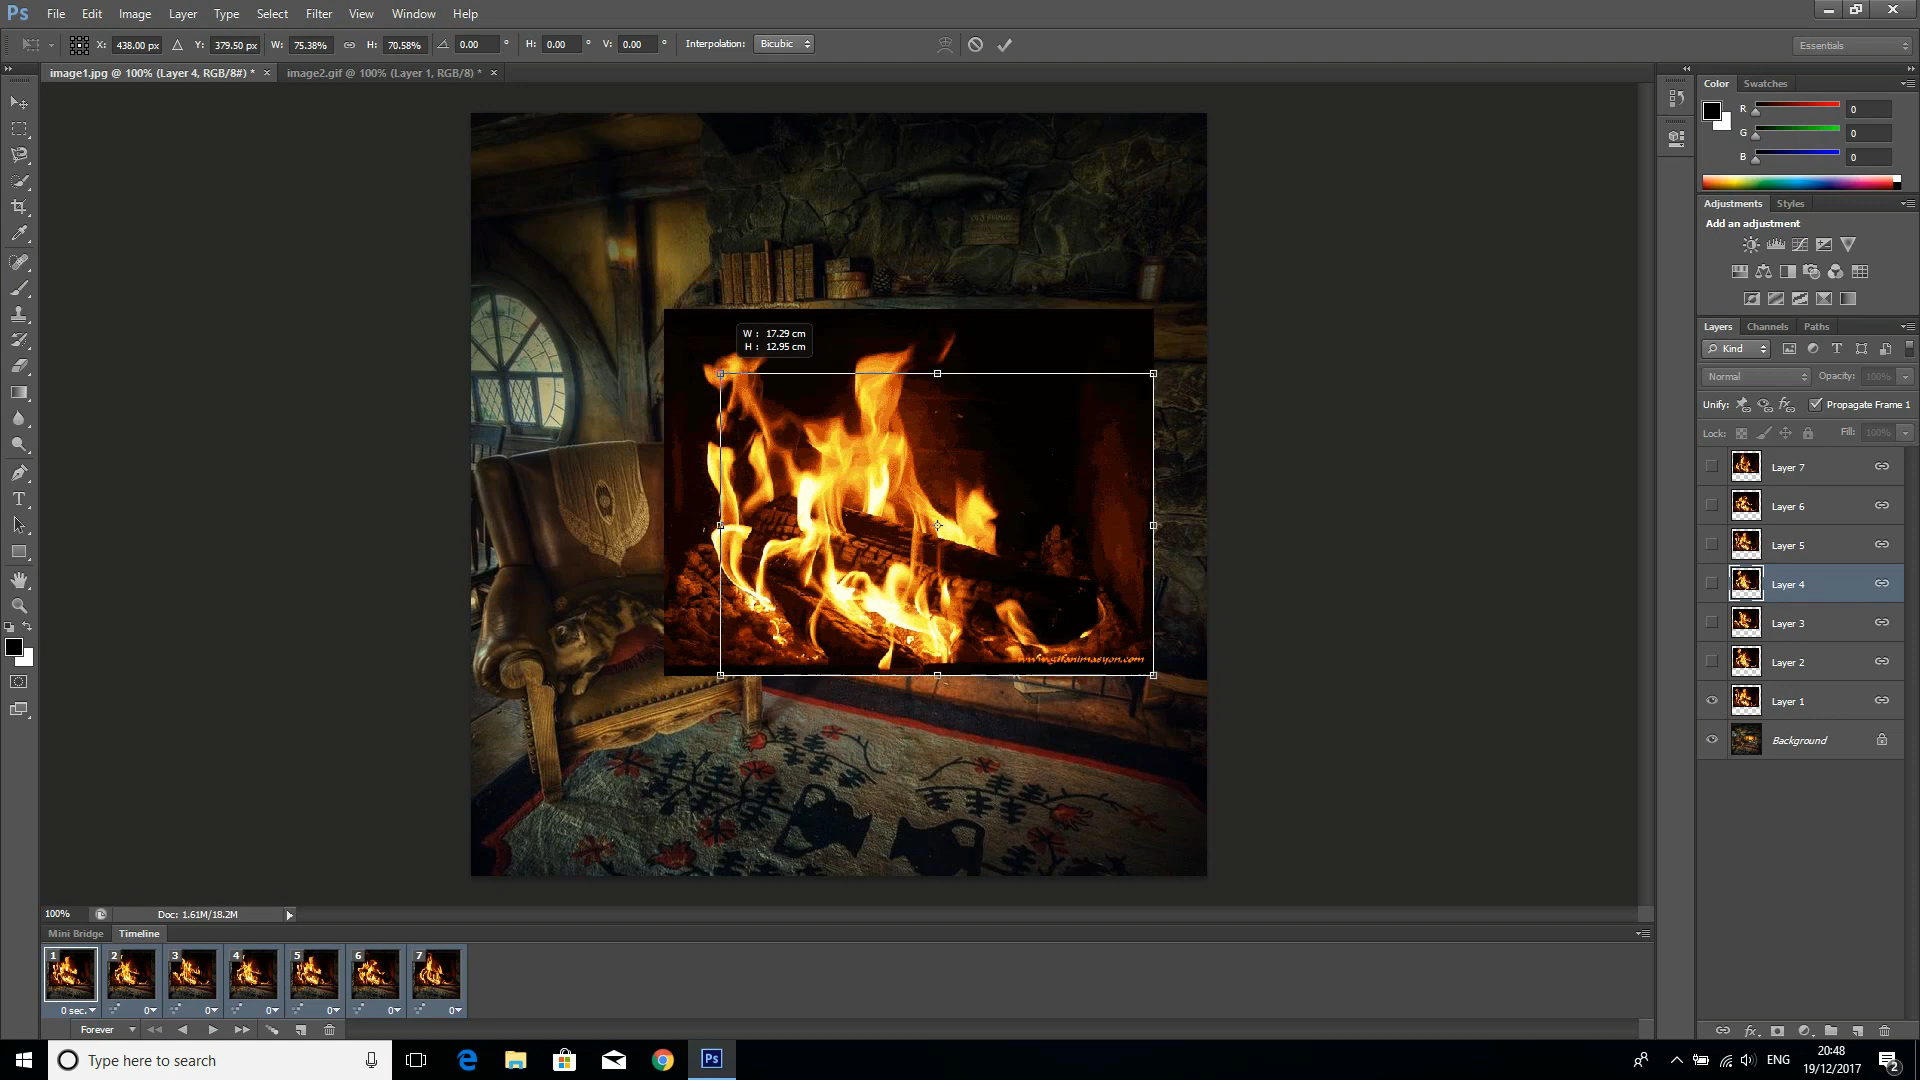 Ps File Edit Image Layer Type Select Filter View Window Help
X: 438.00 px Y: 379.50 px W: 75.38% H: 70.58% 0.00 ° H: 0.00 ° V: 0.00 ° Interpolation: Bicubic Essentials
image1.jpg @ 100% (Layer 4, RGB/8#) * × image2.gif @ 100% (Layer 1, RGB/8) * ×
Color Swatches
R 0
G 0
B 0
Adjustments Styles
Add an adjustment
Layers Channels Paths
Kind
Normal Opacity: 100%
Unify: Propagate Frame 1
Lock: Fill: 100%
Layer 7
Layer 6
Layer 5
Layer 4
Layer 3
Layer 2
Layer 1
Background
W : 17.29 cm
H : 12.95 cm
www.gifanimasyon.com
100% Doc: 1.61M/18.2M
Mini Bridge Timeline
1 2 3 4 5 6 7
0 sec. 0 0 0 0 0 0
Forever
Type here to search
Ps
ENG
20:48
19/12/2017
2